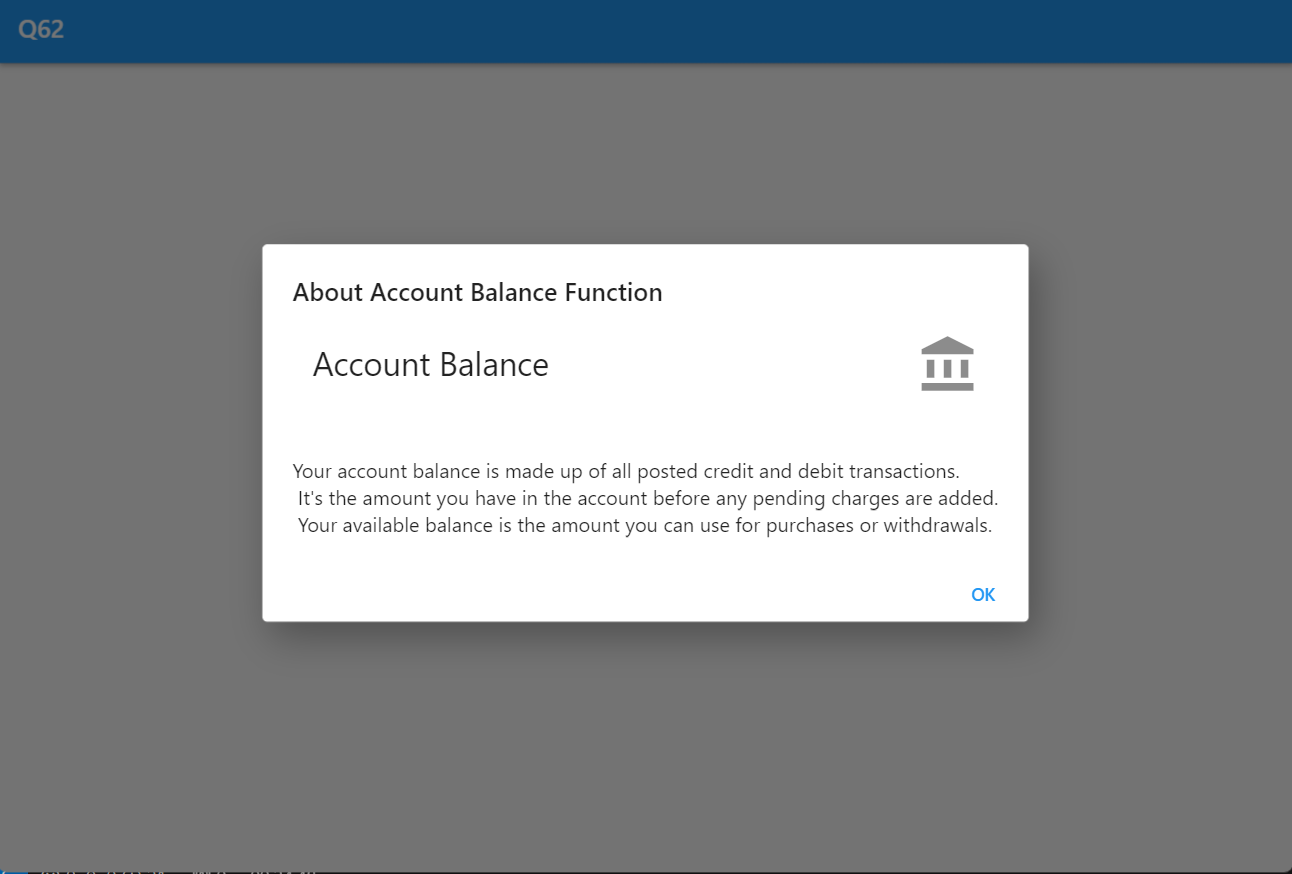 Q62
About Account Balance Function
Account Balance
Your account balance is made up of all posted credit and debit transactions.
It's the amount you have in the account before any pending charges are added.
Your available balance is the amount you can use for purchases or withdrawals.
OK